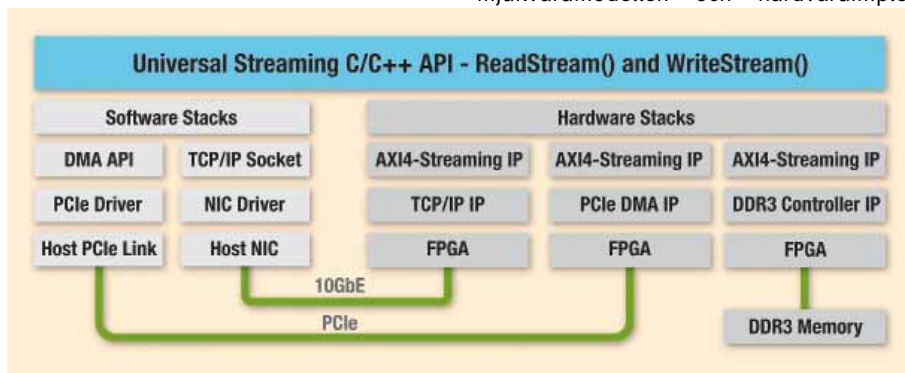 Universal Streaming C/C++ API - ReadStream() and WriteStream()
Software Stacks
Hardware Stacks
DMA API
TCP/IP Socket
AXI4-Streaming IP
AXI4-Streaming IP
AXI4-Streaming IP
PCIe Driver
NIC Driver
TCP/IP IP
PCIe DMA IP
DDR3 Controller IP
Host PCIe Link
Host NIC
FPGA
FPGA
FPGA
10GbE
PCIe
DDR3 Memory